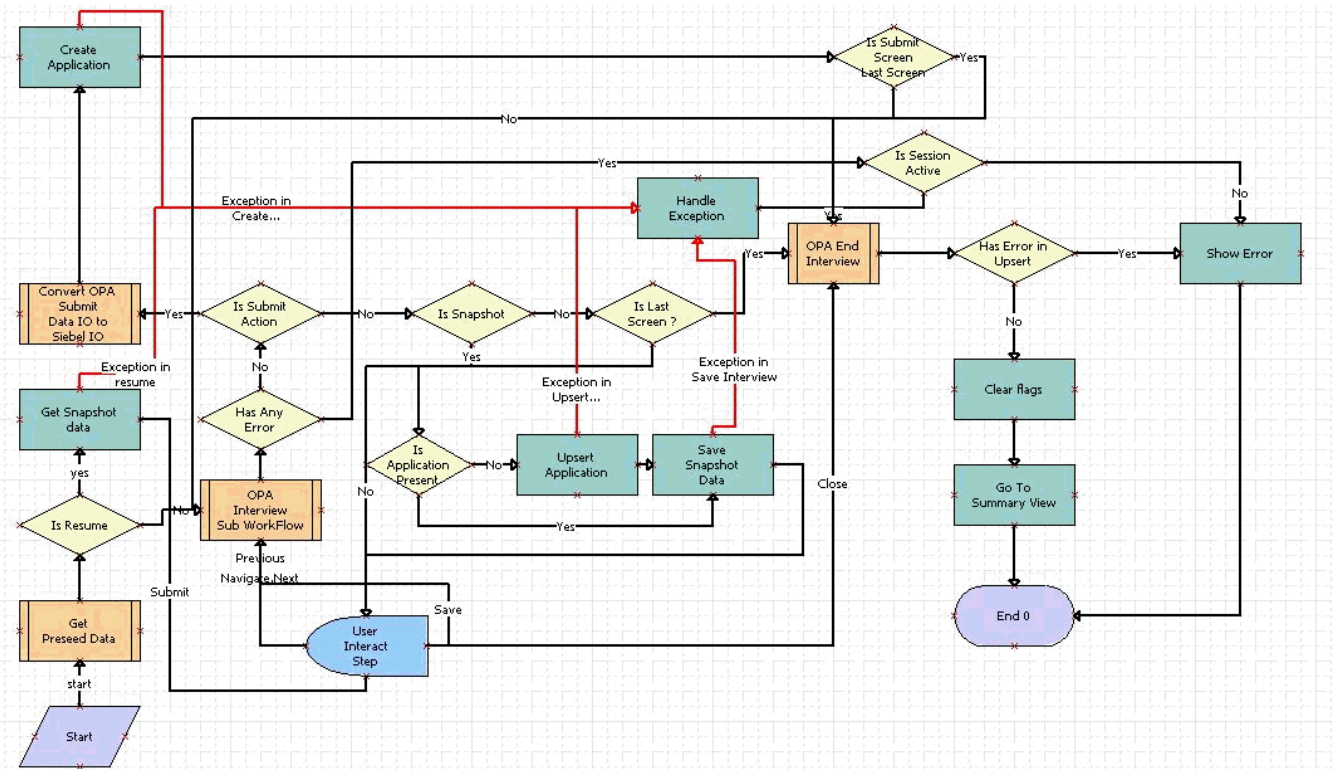 Create
Application
Is Submit
Screen
Last Screen
Yes
No
Yes
Is Session
Active
Exception in
Create...
Handle
Exception
Yes
No
OPA End
Interview
Has Error in
Upsert
Yes
Show Error
Yes
Convert OPA
Submit
Data IO to
Siebel IO
Yes
Is Submit
Action
No
Is Snapshot
No
Is Last
Screen ?
No
Yes
Exception in
resume
No
Exception in
Upsert...
Exception in
Save Interview
Get Snapshot
data
Has Any
Error
Clear flags
Is
Application
Present
No
Upsert
Application
Save
Snapshot
Data
yes
No
Close
Go To
Summary View
Is Resume
No
OPA
Interview
Sub WorkFlow
Yes
Previous
Navigate,Next
Submit
Save
Get
Preseed Data
User
Interact
Step
End 0
start
Start